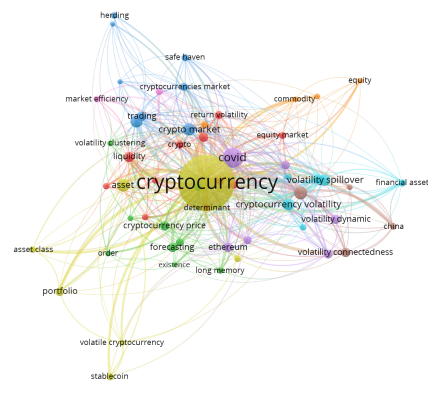 herding
safe haven
equity
cryptocurrencies market
market efficiency
commodity
return volatility
trading
crypto market
equity market
volatility clustering
crypto
liquidity
covid
asset
cryptocurrency
volatility spillover
financial asset
determinant
cryptocurrency volatility
volatility dynamic
cryptocurrency price
china
asset class
order
forecasting
ethereum
volatility connectedness
existence
long memory
portfolio
volatile cryptocurrency
stablecoin